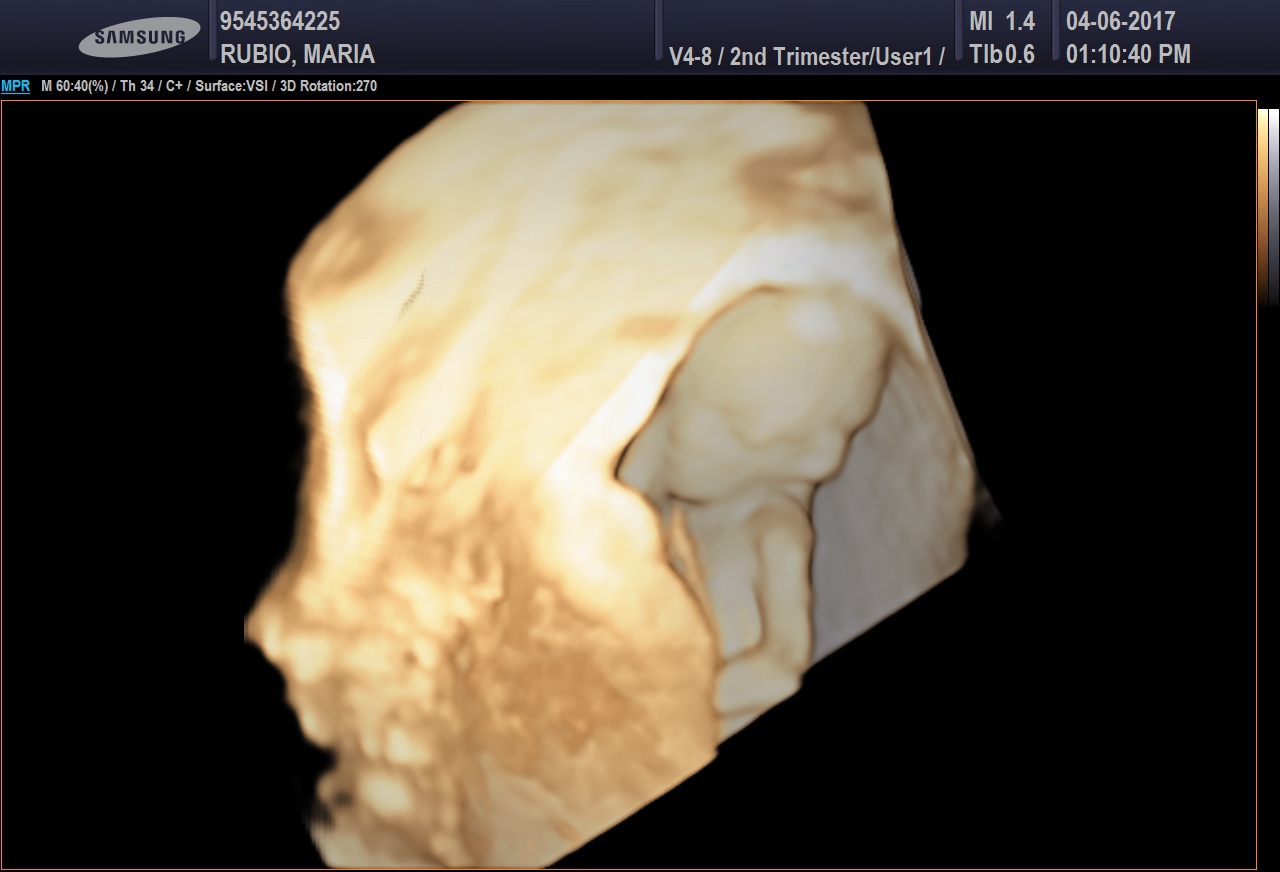 SAMSUNG
9545364225
RUBIO, MARIA
V4-8 / 2nd Trimester/User1 /
MI 1.4
TIb0.6
04-06-2017
01:10:40 PM
MPR M 60:40(%) / Th 34 / C+ / Surface:VSI / 3D Rotation:270